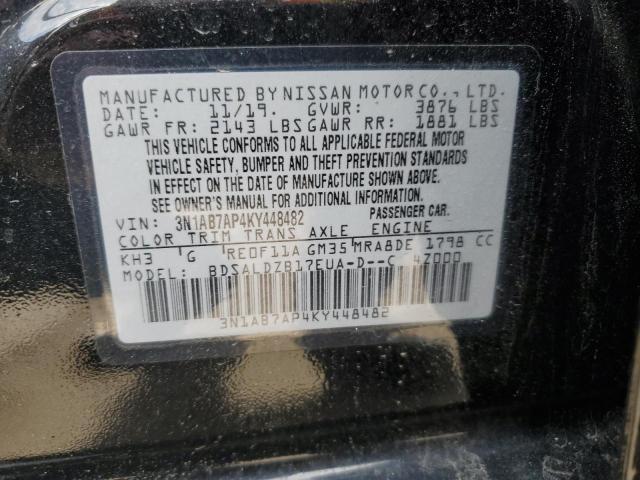 MANUFACTURED BY NISSAN MOTOR CO., LTD.
DATE: 11/19. GVWR: 3876 LBS
GAWR FR: 2143 LBS GAWR RR: 1881 LBS
THIS VEHICLE CONFORMS TO ALL APPLICABLE FEDERAL MOTOR
VEHICLE SAFETY, BUMPER AND THEFT PREVENTION STANDARDS
IN EFFECT ON THE DATE OF MANUFACTURE SHOWN ABOVE.
SEE OWNER'S MANUAL FOR ADDITIONAL INFORMATION
VIN: 3N1AB7AP4KY448482 PASSENGER CAR.
COLOR TRIM TRANS AXLE ENGINE
KH3 'G 'RE0F11A GM35 MRA8DE 1798 CC
MODEL: BDSALDZB17EUA-D--C 4Z000
3N1AB7AP4KY448482